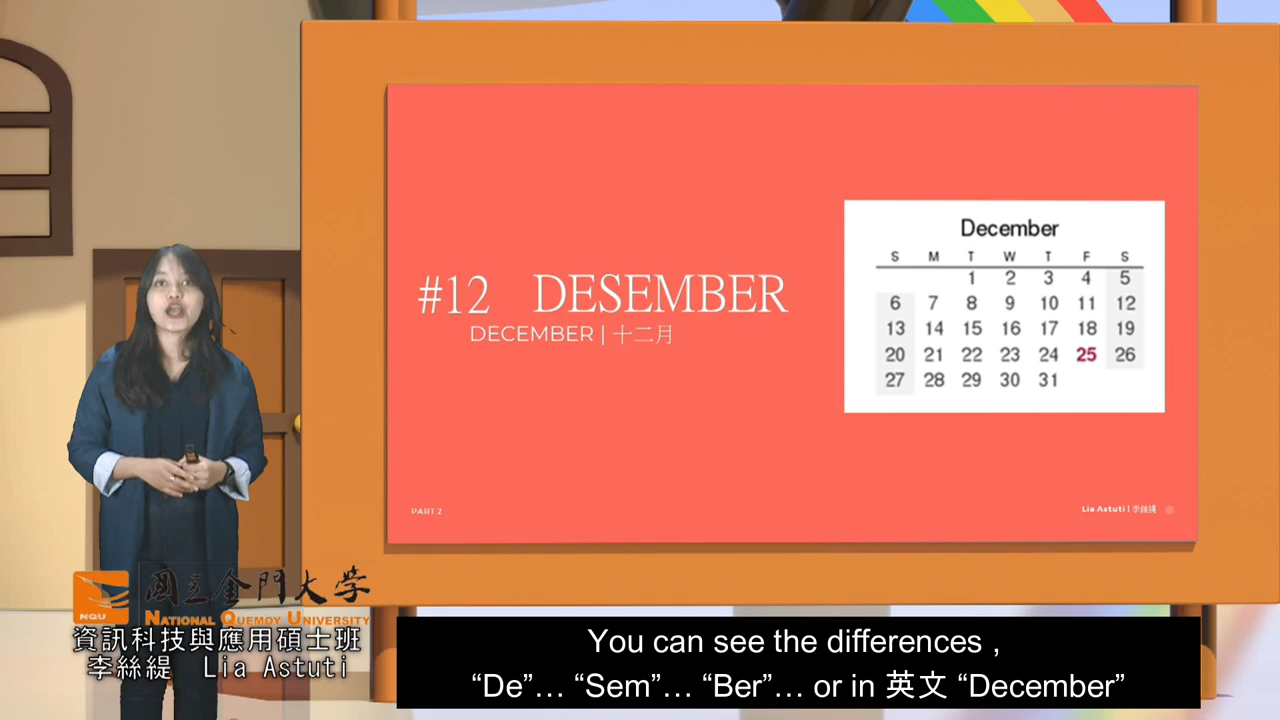 #12 DESEMBER
DECEMBER | 十二月
December
S M T W T F S
1 2 3 4 5
6 7 8 9 10 11 12
13 14 15 16 17 18 19
20 21 22 23 24 25 26
27 28 29 30 31
PART 2
Lia Astuti | 李絲緹
NQU
國立金門大學
NATIONAL QUEMOY UNIVERSITY
資訊科技與應用碩士班
李絲緹 Lia Astuti
You can see the differences ,
“De”… “Sem”… “Ber”… or in 英文 “December”